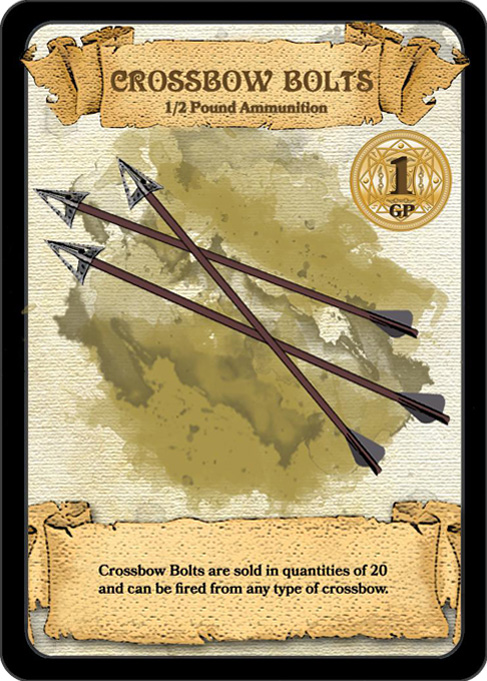 CROSSBOW BOLTS
1/2 Pound Ammunition
1
GP
Crossbow Bolts are sold in quantities of 20
and can be fired from any type of crossbow.